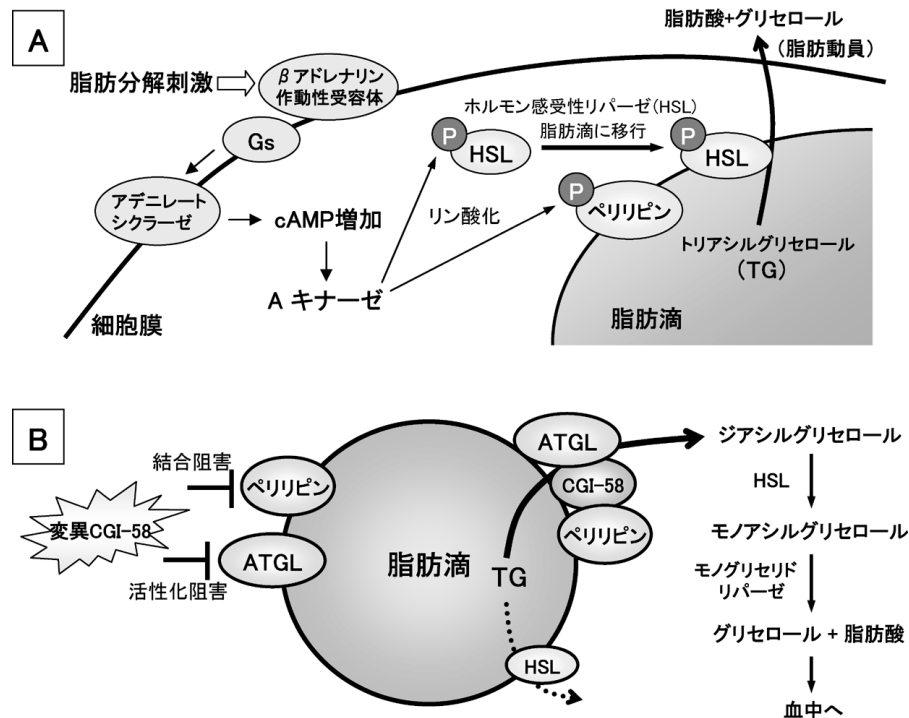 A
脂肪分解刺激
βアドレナリン
作動性受容体
Gs
アデニレート
シクラーゼ
cAMP増加
A キナーゼ
細胞膜
P
HSL
ホルモン感受性リパーゼ(HSL)
脂肪滴に移行
P
HSL
リン酸化
P
ペリリピン
脂肪酸+グリセロール
(脂肪動員)
トリアシルグリセロール
(TG)
脂肪滴
B
変異CGI-58
結合阻害
活性化阻害
ペリリピン
ATGL
脂肪滴
TG
HSL
ATGL
CGI-58
ペリリピン
ジアシルグリセロール
HSL
モノアシルグリセロール
モノグリセリド
リパーゼ
グリセロール + 脂肪酸
血中へ